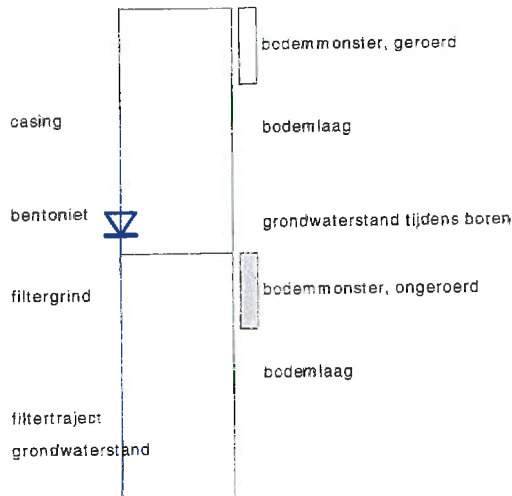 bodemmonster, geroerd
casing
bodemlaag
bentoniet
grondwaterstand tijdens boren
filtergrind
bodemmonster, ongeroerd
bodemlaag
filtertraject
grondwaterstand